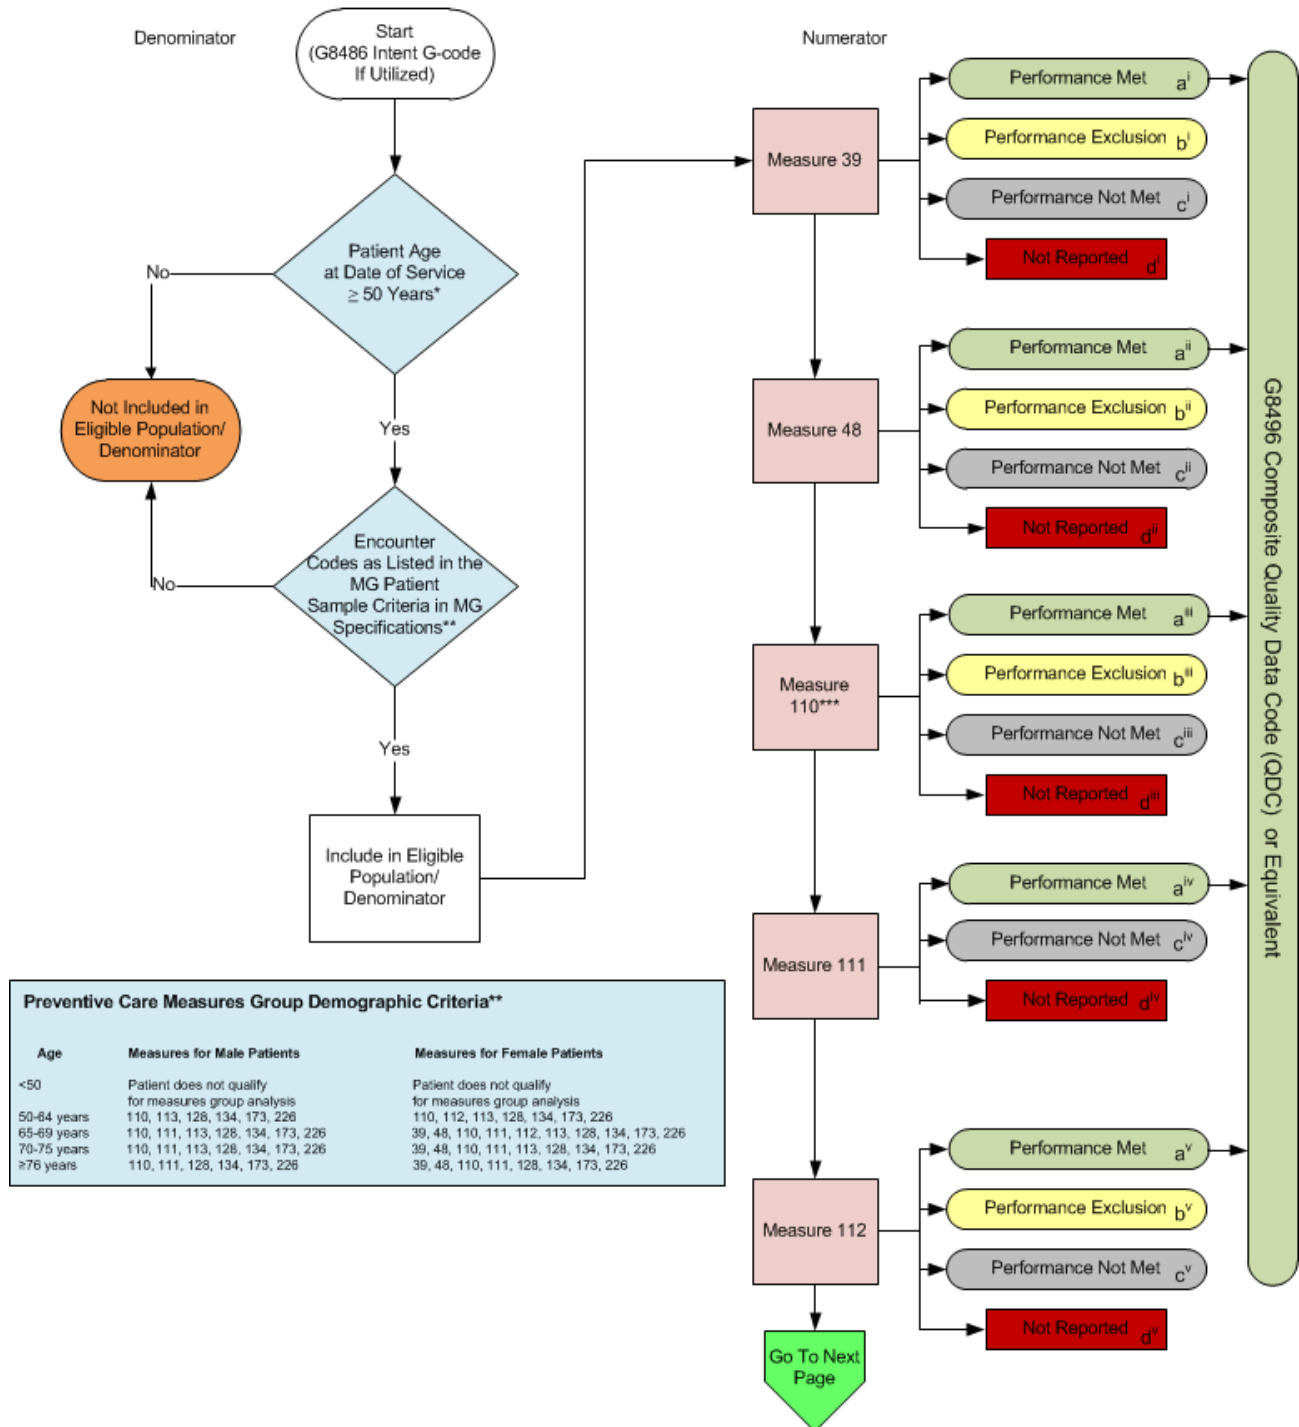 Denominator
Start
(G8486 Intent G-code
If Utilized)
Patient Age
at Date of Service
≥ 50 Years*
No
Yes
Not Included in
Eligible Population/
Denominator
Encounter
Codes as Listed in the
MG Patient
Sample Criteria in MG
Specifications**
No
Yes
Include in Eligible
Population/
Denominator
Preventive Care Measures Group Demographic Criteria**
Age Measures for Male Patients Measures for Female Patients
<50 Patient does not qualify Patient does not qualify
for measures group analysis for measures group analysis
50-64 years 110, 113, 128, 134, 173, 226 110, 112, 113, 128, 134, 173, 226
65-69 years 110, 111, 113, 128, 134, 173, 226 39, 48, 110, 111, 112, 113, 128, 134, 173, 226
70-75 years 110, 111, 113, 128, 134, 173, 226 39, 48, 110, 111, 113, 128, 134, 173, 226
≥76 years 110, 111, 128, 134, 173, 226 39, 48, 110, 111, 128, 134, 173, 226
Numerator
Measure 39
Performance Met a^i
Performance Exclusion b^i
Performance Not Met c^i
Not Reported d^i
Measure 48
Performance Met a^ii
Performance Exclusion b^ii
Performance Not Met c^ii
Not Reported d^ii
Measure
110***
Performance Met a^iii
Performance Exclusion b^iii
Performance Not Met c^iii
Not Reported d^iii
Measure 111
Performance Met a^iv
Performance Not Met c^iv
Not Reported d^iv
Measure 112
Performance Met a^v
Performance Exclusion b^v
Performance Not Met c^v
Not Reported d^v
Go To Next
Page
G8496 Composite Quality Data Code (QDC) or Equivalent